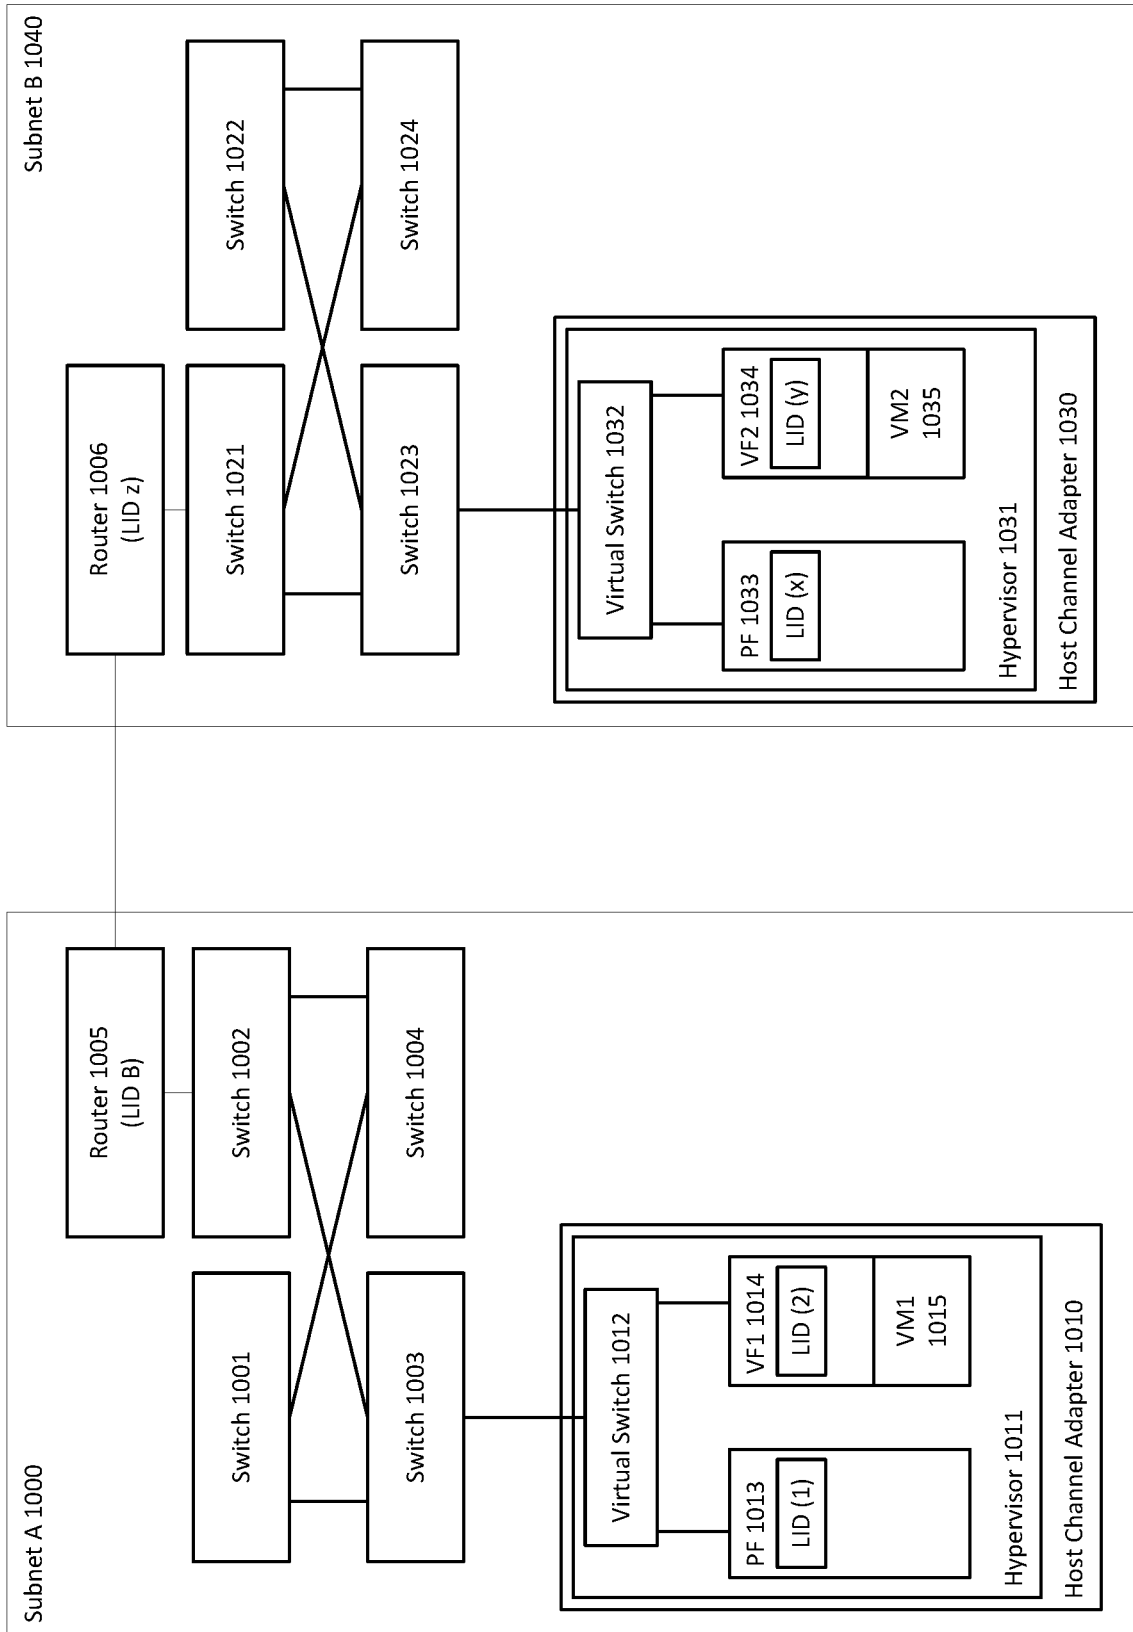 Subnet A 1000
Router 1005
(LID B)
Switch 1001
Switch 1002
Switch 1003
Switch 1004
Virtual Switch 1012
PF 1013
LID (1)
VF1 1014
LID (2)
VM1
1015
Hypervisor 1011
Host Channel Adapter 1010
Subnet B 1040
Router 1006
(LID z)
Switch 1021
Switch 1022
Switch 1023
Switch 1024
Virtual Switch 1032
PF 1033
LID (x)
VF2 1034
LID (y)
VM2
1035
Hypervisor 1031
Host Channel Adapter 1030